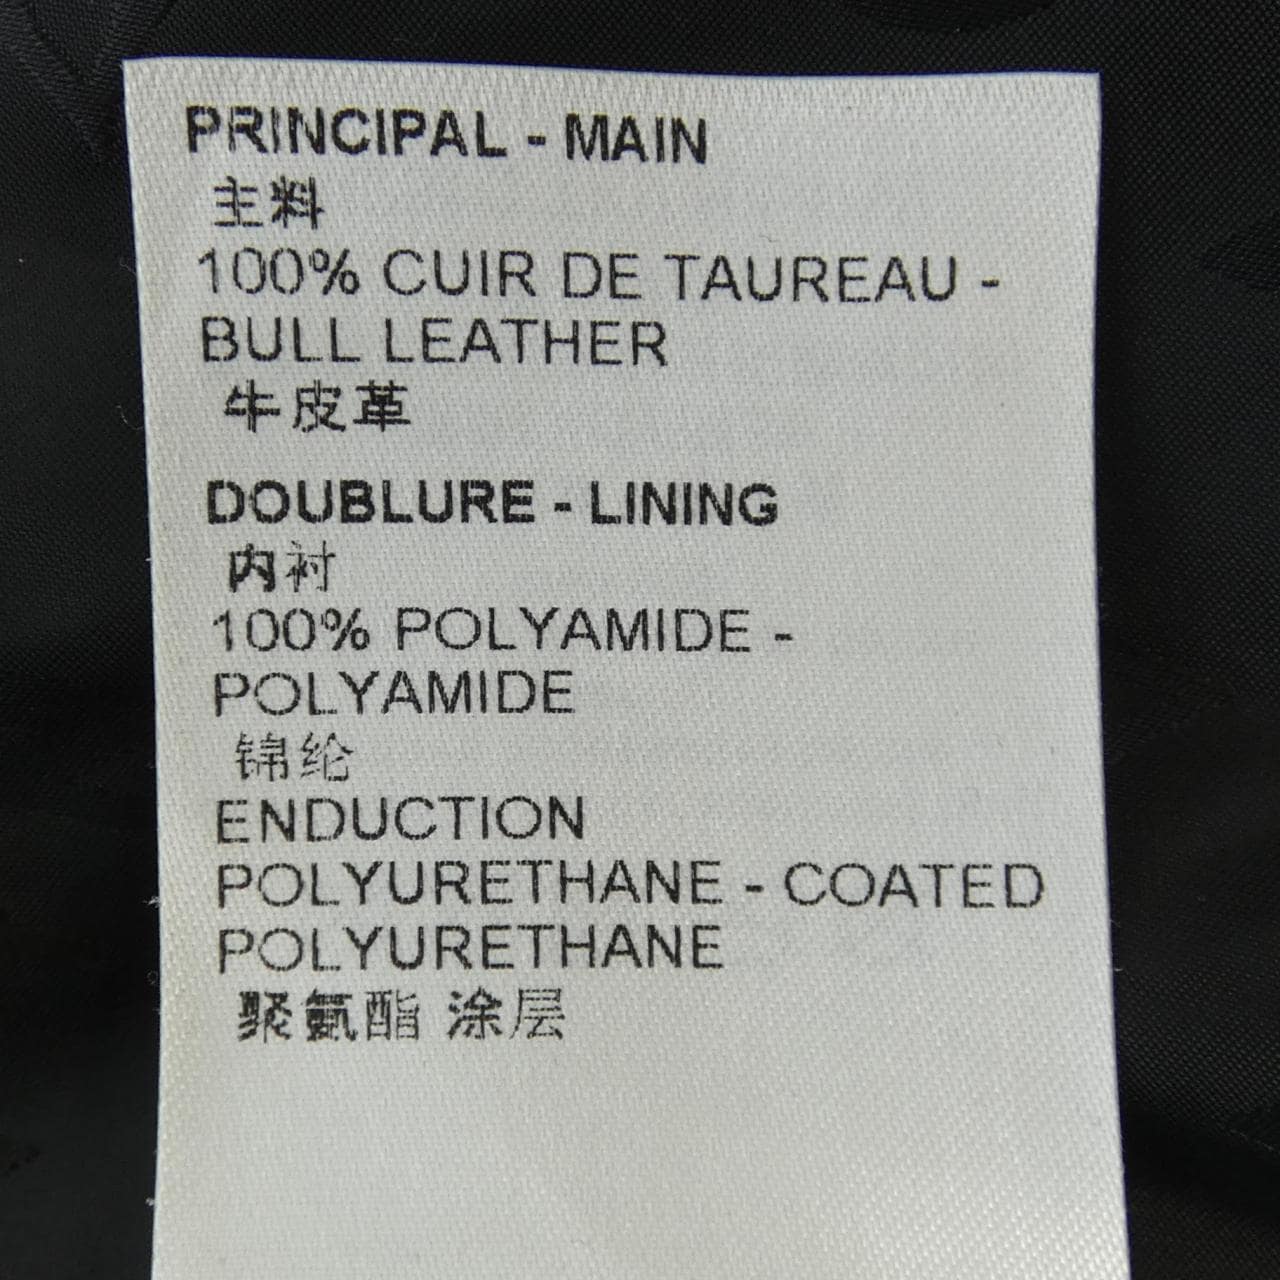 PRINCIPAL - MAIN
主料
100% CUIR DE TAUREAU -
BULL LEATHER
牛皮革
DOUBLURE - LINING
内衬
100% POLYAMIDE -
POLYAMIDE
锦纶
ENDUCTION
POLYURETHANE - COATED
POLYURETHANE
聚氨酯 涂层